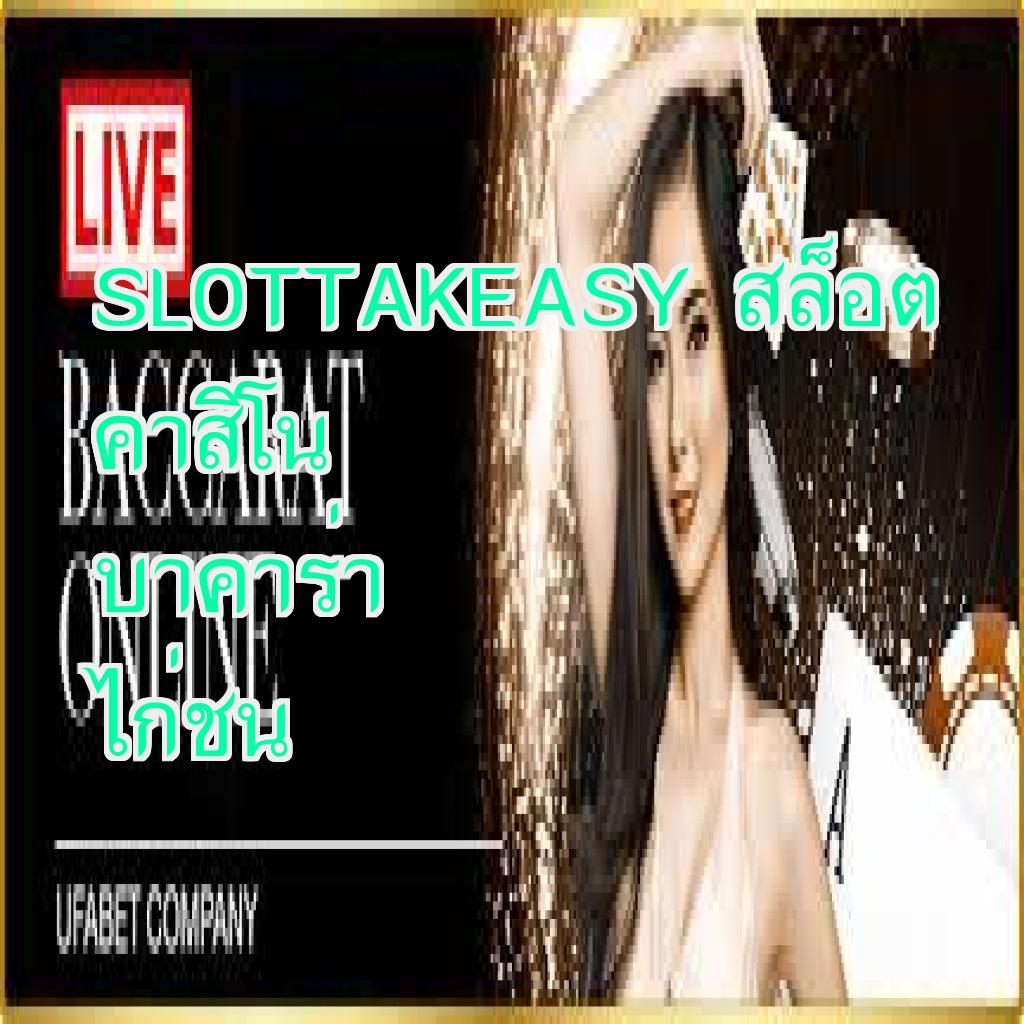 LIVE
SLOTTAKEASY สล็อต
BACCARAT
คาสิโน
ONLINE
บาคาร่า
ไก่ชน
UFABET COMPANY
A